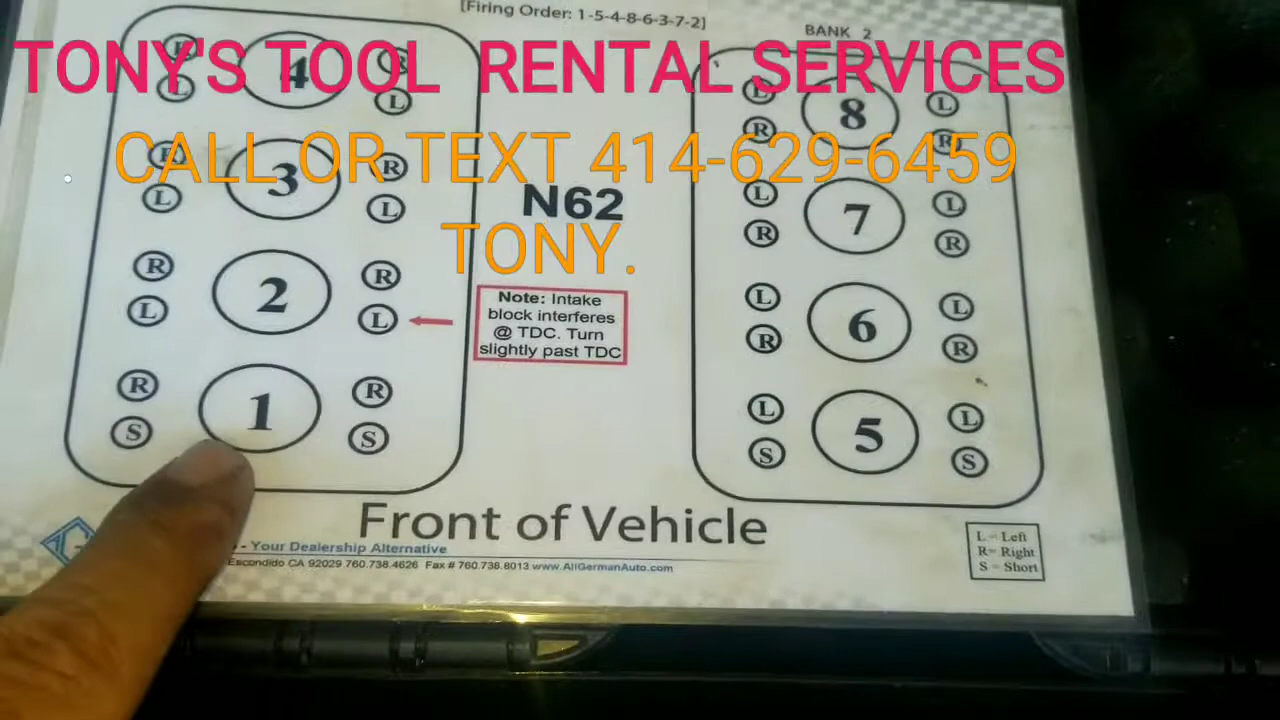 [Firing Order: 1-5-4-8-6-3-7-2]
BANK 2
TONY'S TOOL RENTAL SERVICES
CALL OR TEXT 414-629-6459
TONY.
N62
R 4 R
L L
R 3 R
L L
R 2 R
L L
R 1 R
S S
Note: Intake
block interferes
@ TDC. Turn
slightly past TDC
L 8 L
R R
L 7 L
R R
L 6 L
R R
L 5 L
S S
Front of Vehicle
- Your Dealership Alternative
Escondido CA 92029 760.738.4626 Fax # 760.738.8013 www.AllGermanAuto.com
L = Left
R= Right
S = Short